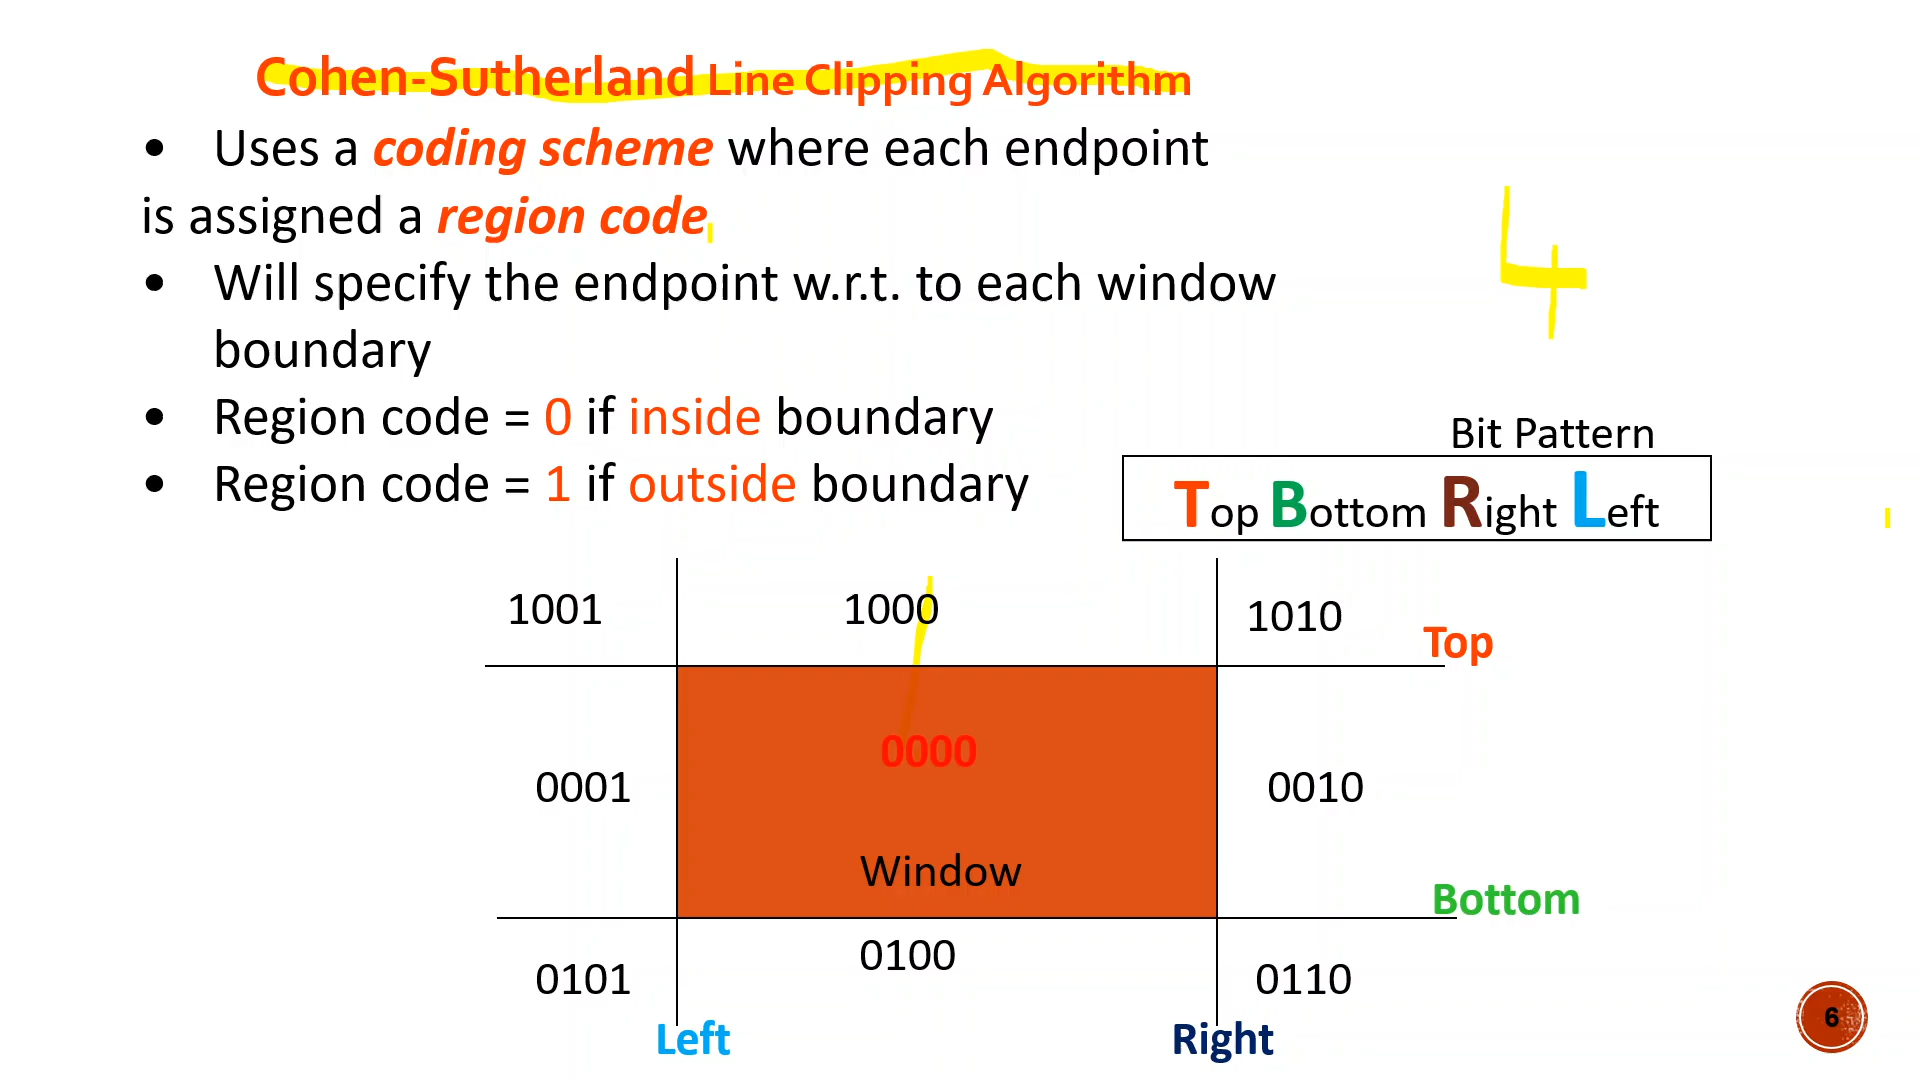 Cohen-Sutherland Line Clipping Algorithm
• Uses a coding scheme where each endpoint
is assigned a region code
• Will specify the endpoint w.r.t. to each window
boundary
4
• Region code = 0 if inside boundary
• Region code = 1 if outside boundary
Bit Pattern
Top Bottom Right Left
1001 1000 1010
Top
0000
0001 0010
Window
Bottom
0100
0101 0110
Left Right
6